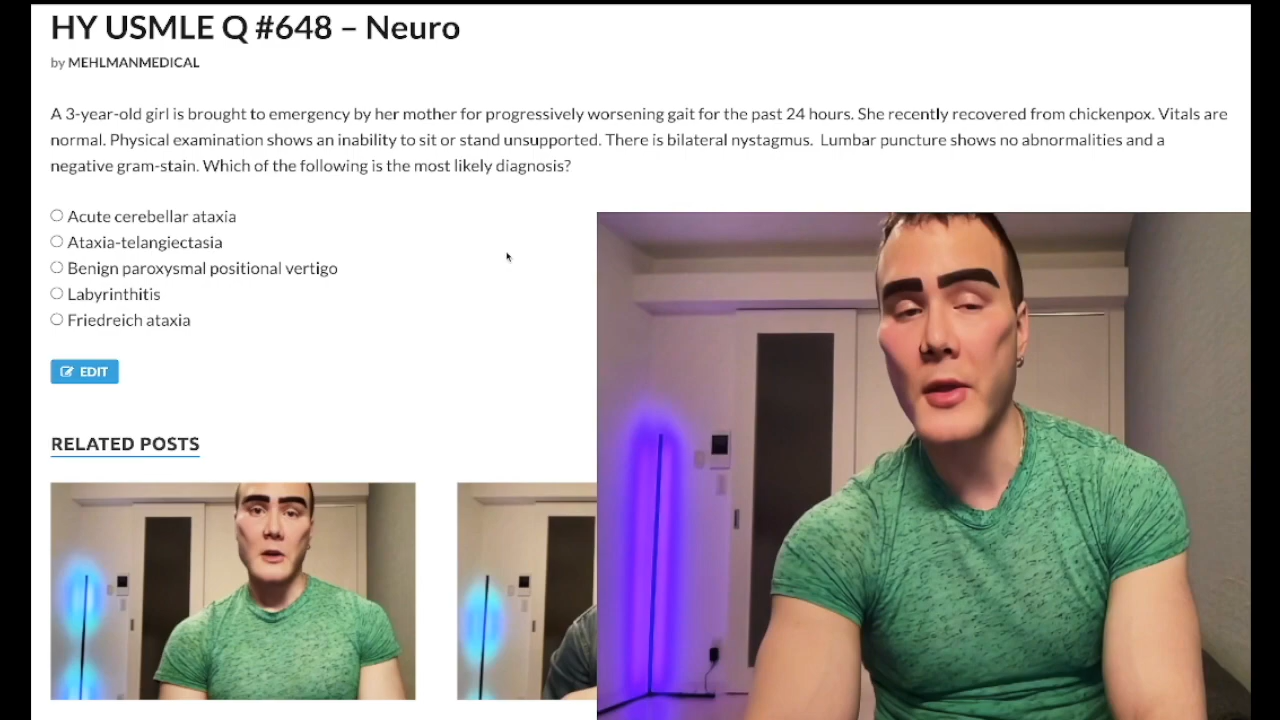 HY USMLE Q #648 – Neuro
by MEHLMANMEDICAL
A 3-year-old girl is brought to emergency by her mother for progressively worsening gait for the past 24 hours. She recently recovered from chickenpox. Vitals are
normal. Physical examination shows an inability to sit or stand unsupported. There is bilateral nystagmus.  Lumbar puncture shows no abnormalities and a
negative gram-stain. Which of the following is the most likely diagnosis?
Acute cerebellar ataxia
Ataxia-telangiectasia
Benign paroxysmal positional vertigo
Labyrinthitis
Friedreich ataxia
EDIT
RELATED POSTS